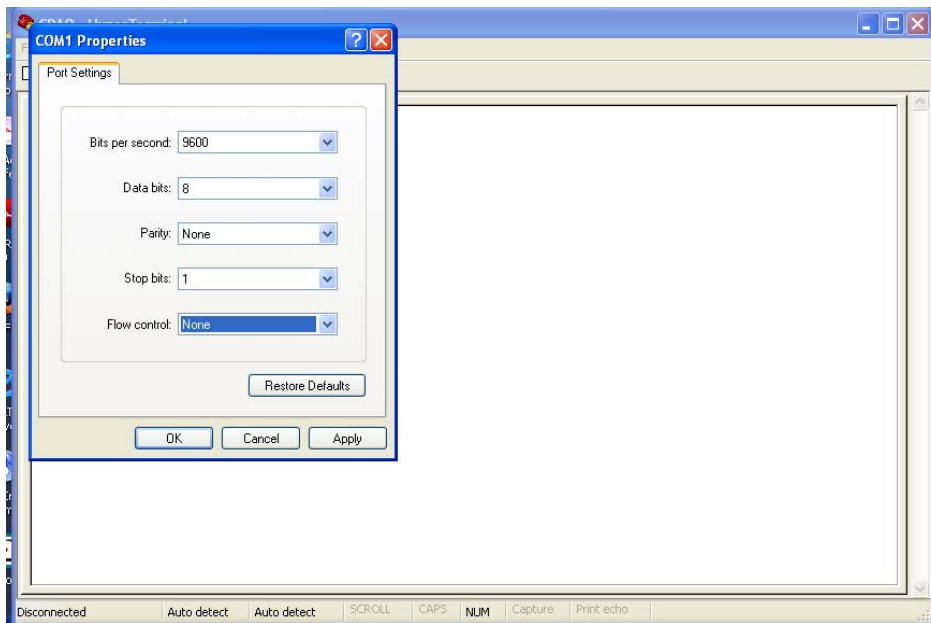 COM1 Properties
Port Settings
Bits per second: 9600
Data bits: 8
Parity: None
Stop bits: 1
Flow control: None
Restore Defaults
OK Cancel Apply
Disconnected Auto detect Auto detect SCROLL CAPS NUM Capture Print echo